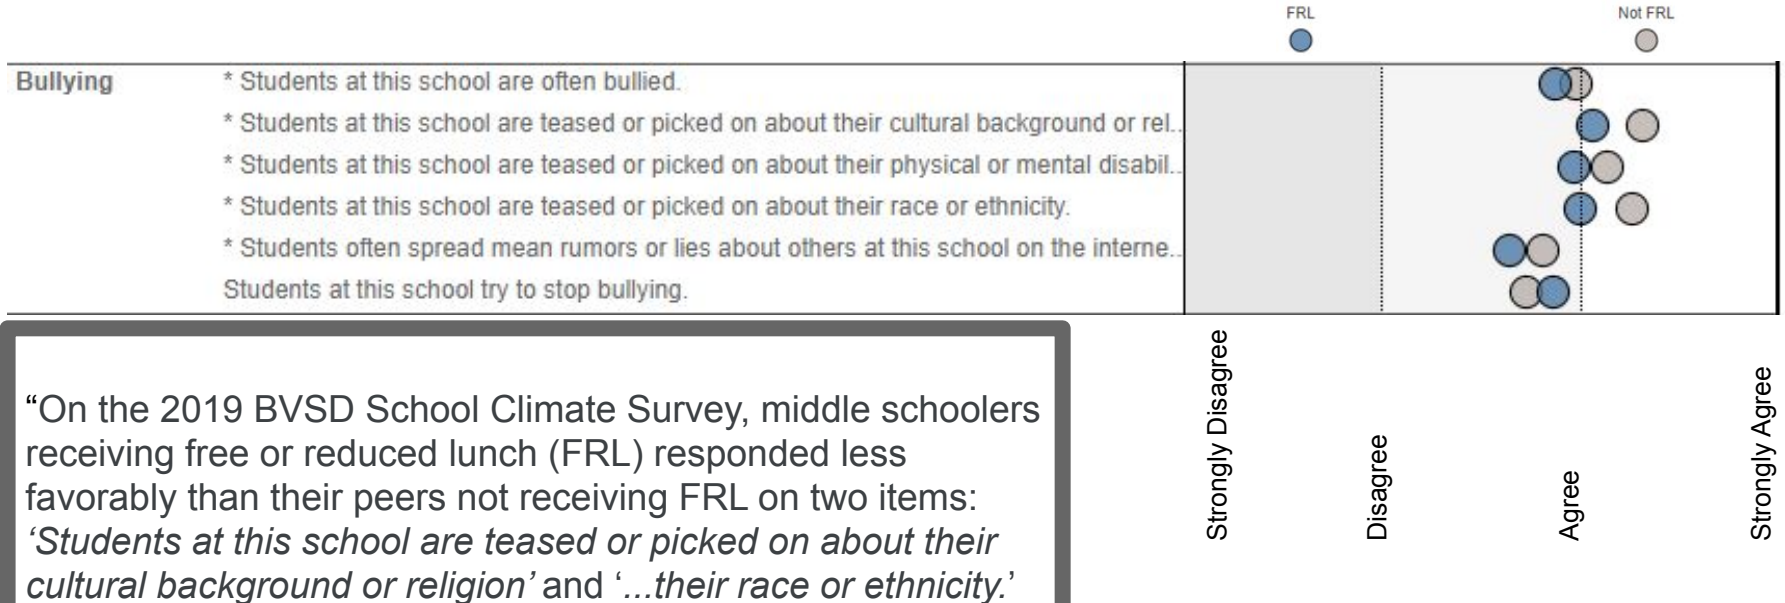 FRL
Not FRL
Bullying
* Students at this school are often bullied.
* Students at this school are teased or picked on about their cultural background or rel..
* Students at this school are teased or picked on about their physical or mental disabil..
* Students at this school are teased or picked on about their race or ethnicity.
* Students often spread mean rumors or lies about others at this school on the interne..
Students at this school try to stop bullying.
Strongly Disagree
Disagree
Agree
Strongly Agree
“On the 2019 BVSD School Climate Survey, middle schoolers
receiving free or reduced lunch (FRL) responded less
favorably than their peers not receiving FRL on two items:
‘Students at this school are teased or picked on about their
cultural background or religion’ and ‘...their race or ethnicity.’